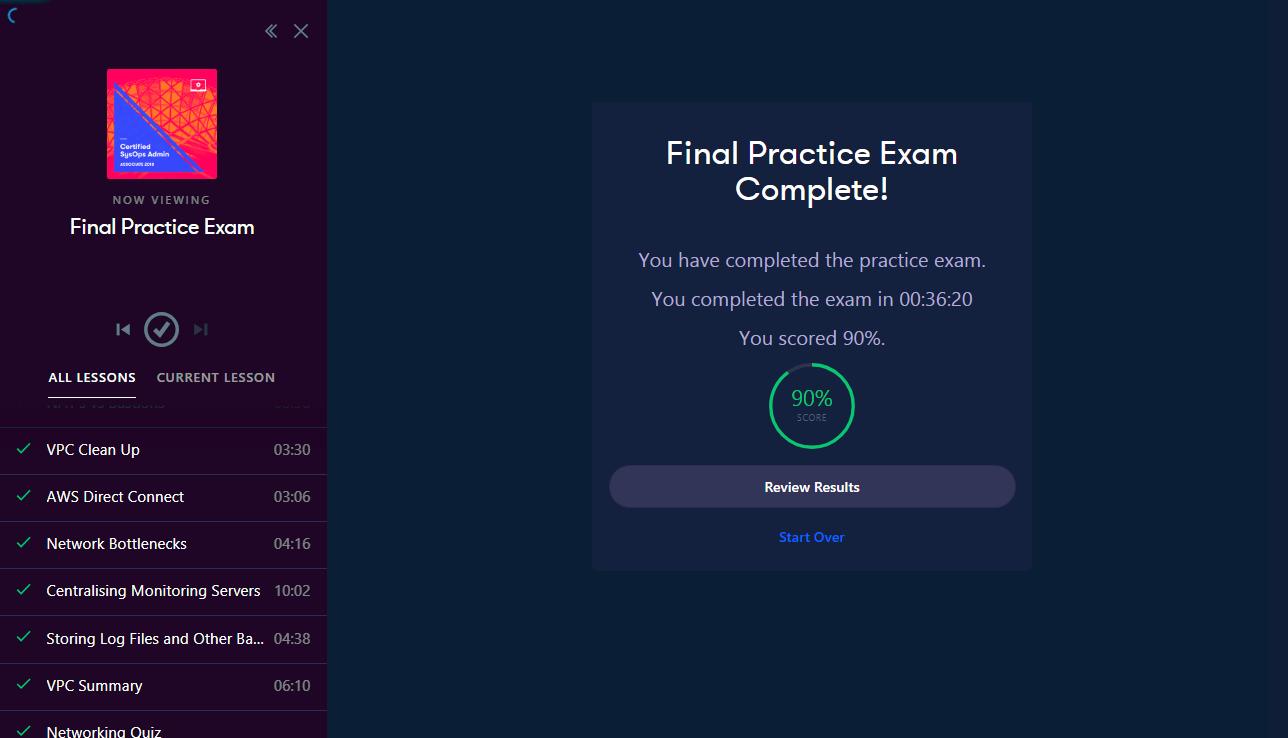 Certified
SysOps Admin
ASSOCIATE 2018
NOW VIEWING
Final Practice Exam
ALL LESSONS
CURRENT LESSON
VPC Clean Up 03:30
AWS Direct Connect 03:06
Network Bottlenecks 04:16
Centralising Monitoring Servers 10:02
Storing Log Files and Other Ba... 04:38
VPC Summary 06:10
Networking Quiz
Final Practice Exam
Complete!
You have completed the practice exam.
You completed the exam in 00:36:20
You scored 90%.
90%
SCORE
Review Results
Start Over